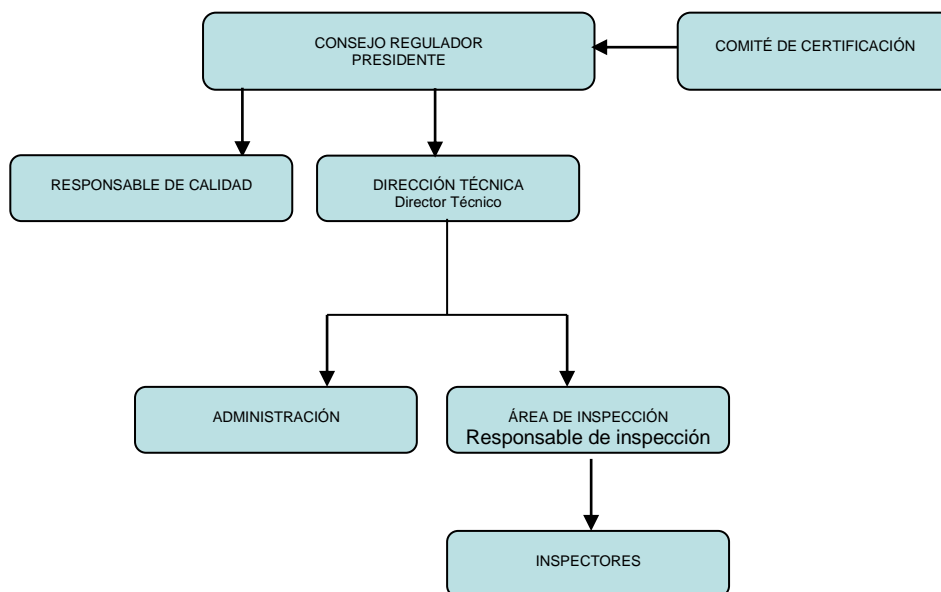 CONSEJO REGULADOR
PRESIDENTE
COMITÉ DE CERTIFICACIÓN
RESPONSABLE DE CALIDAD
DIRECCIÓN TÉCNICA
Director Técnico
ADMINISTRACIÓN
ÁREA DE INSPECCIÓN
Responsable de inspección
INSPECTORES